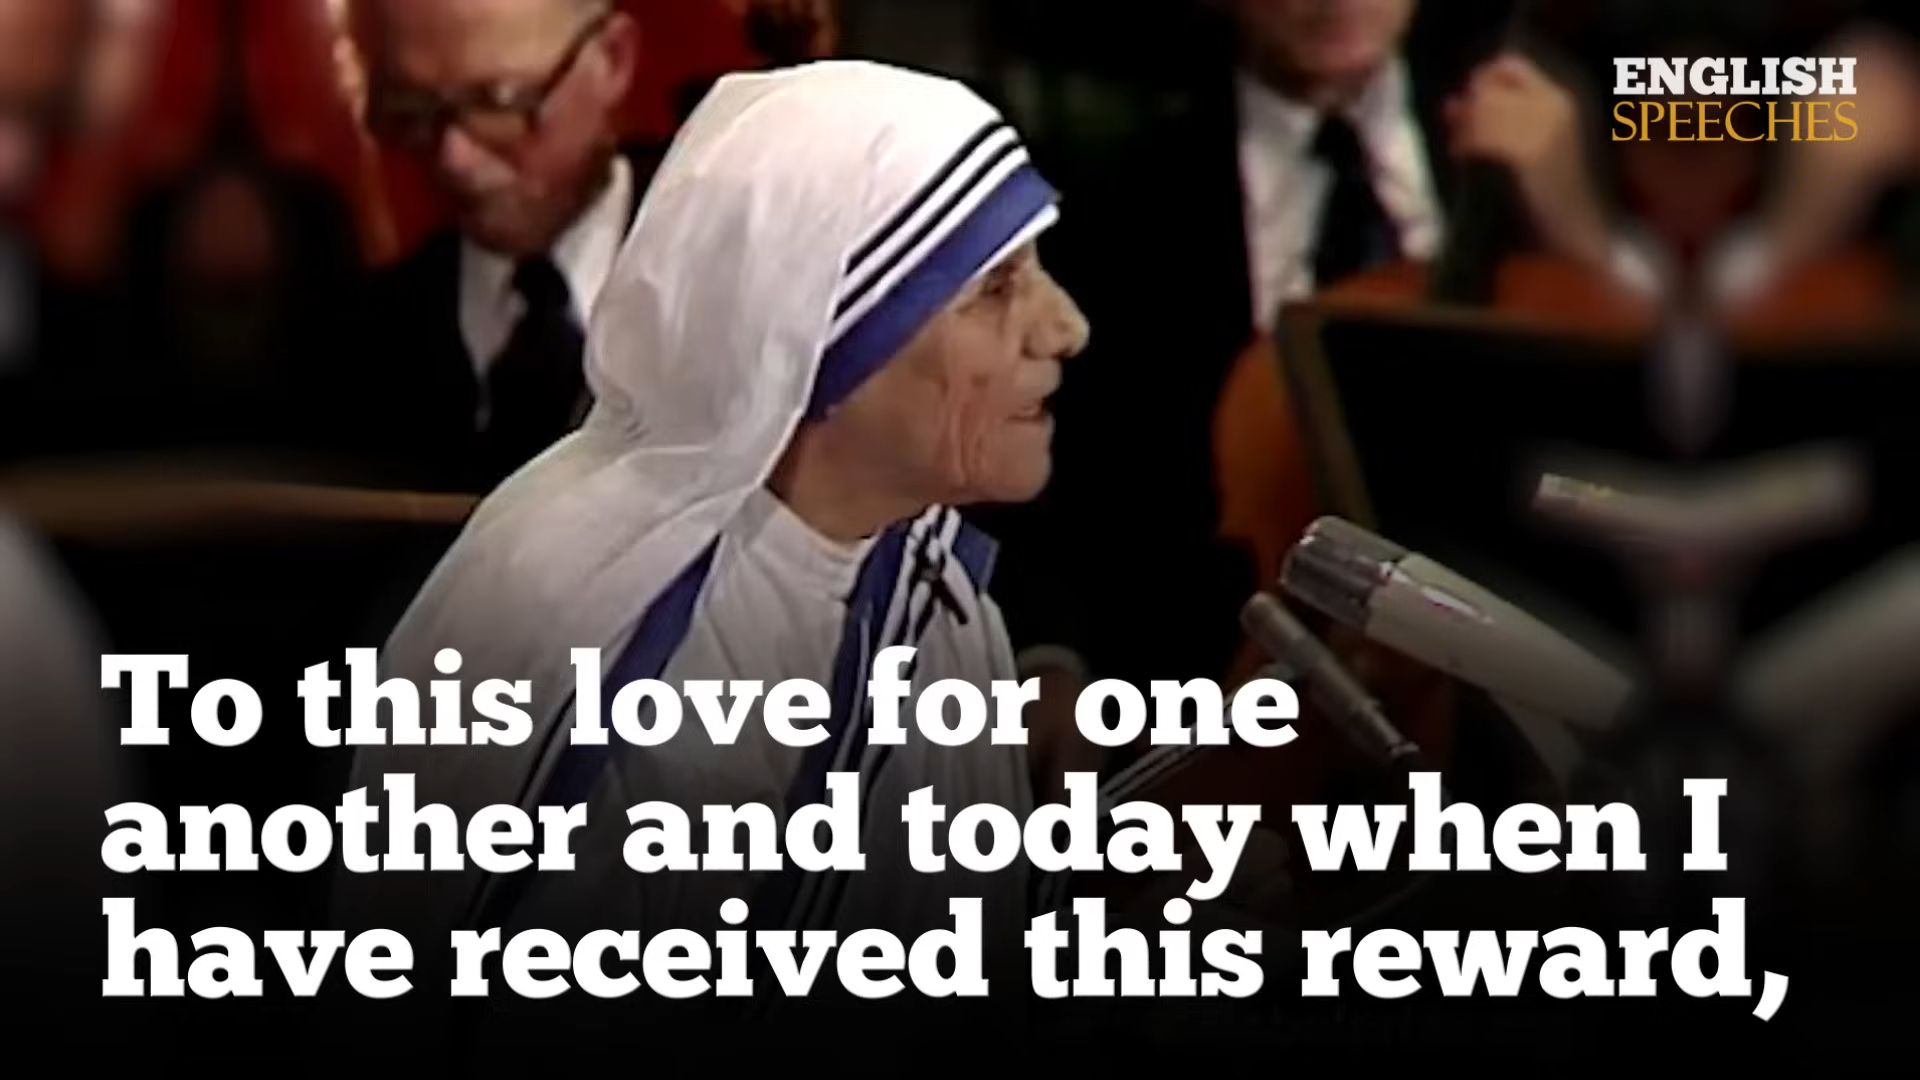 ENGLISH
SPEECHES
To this love for one
another and today when I
have received this reward,